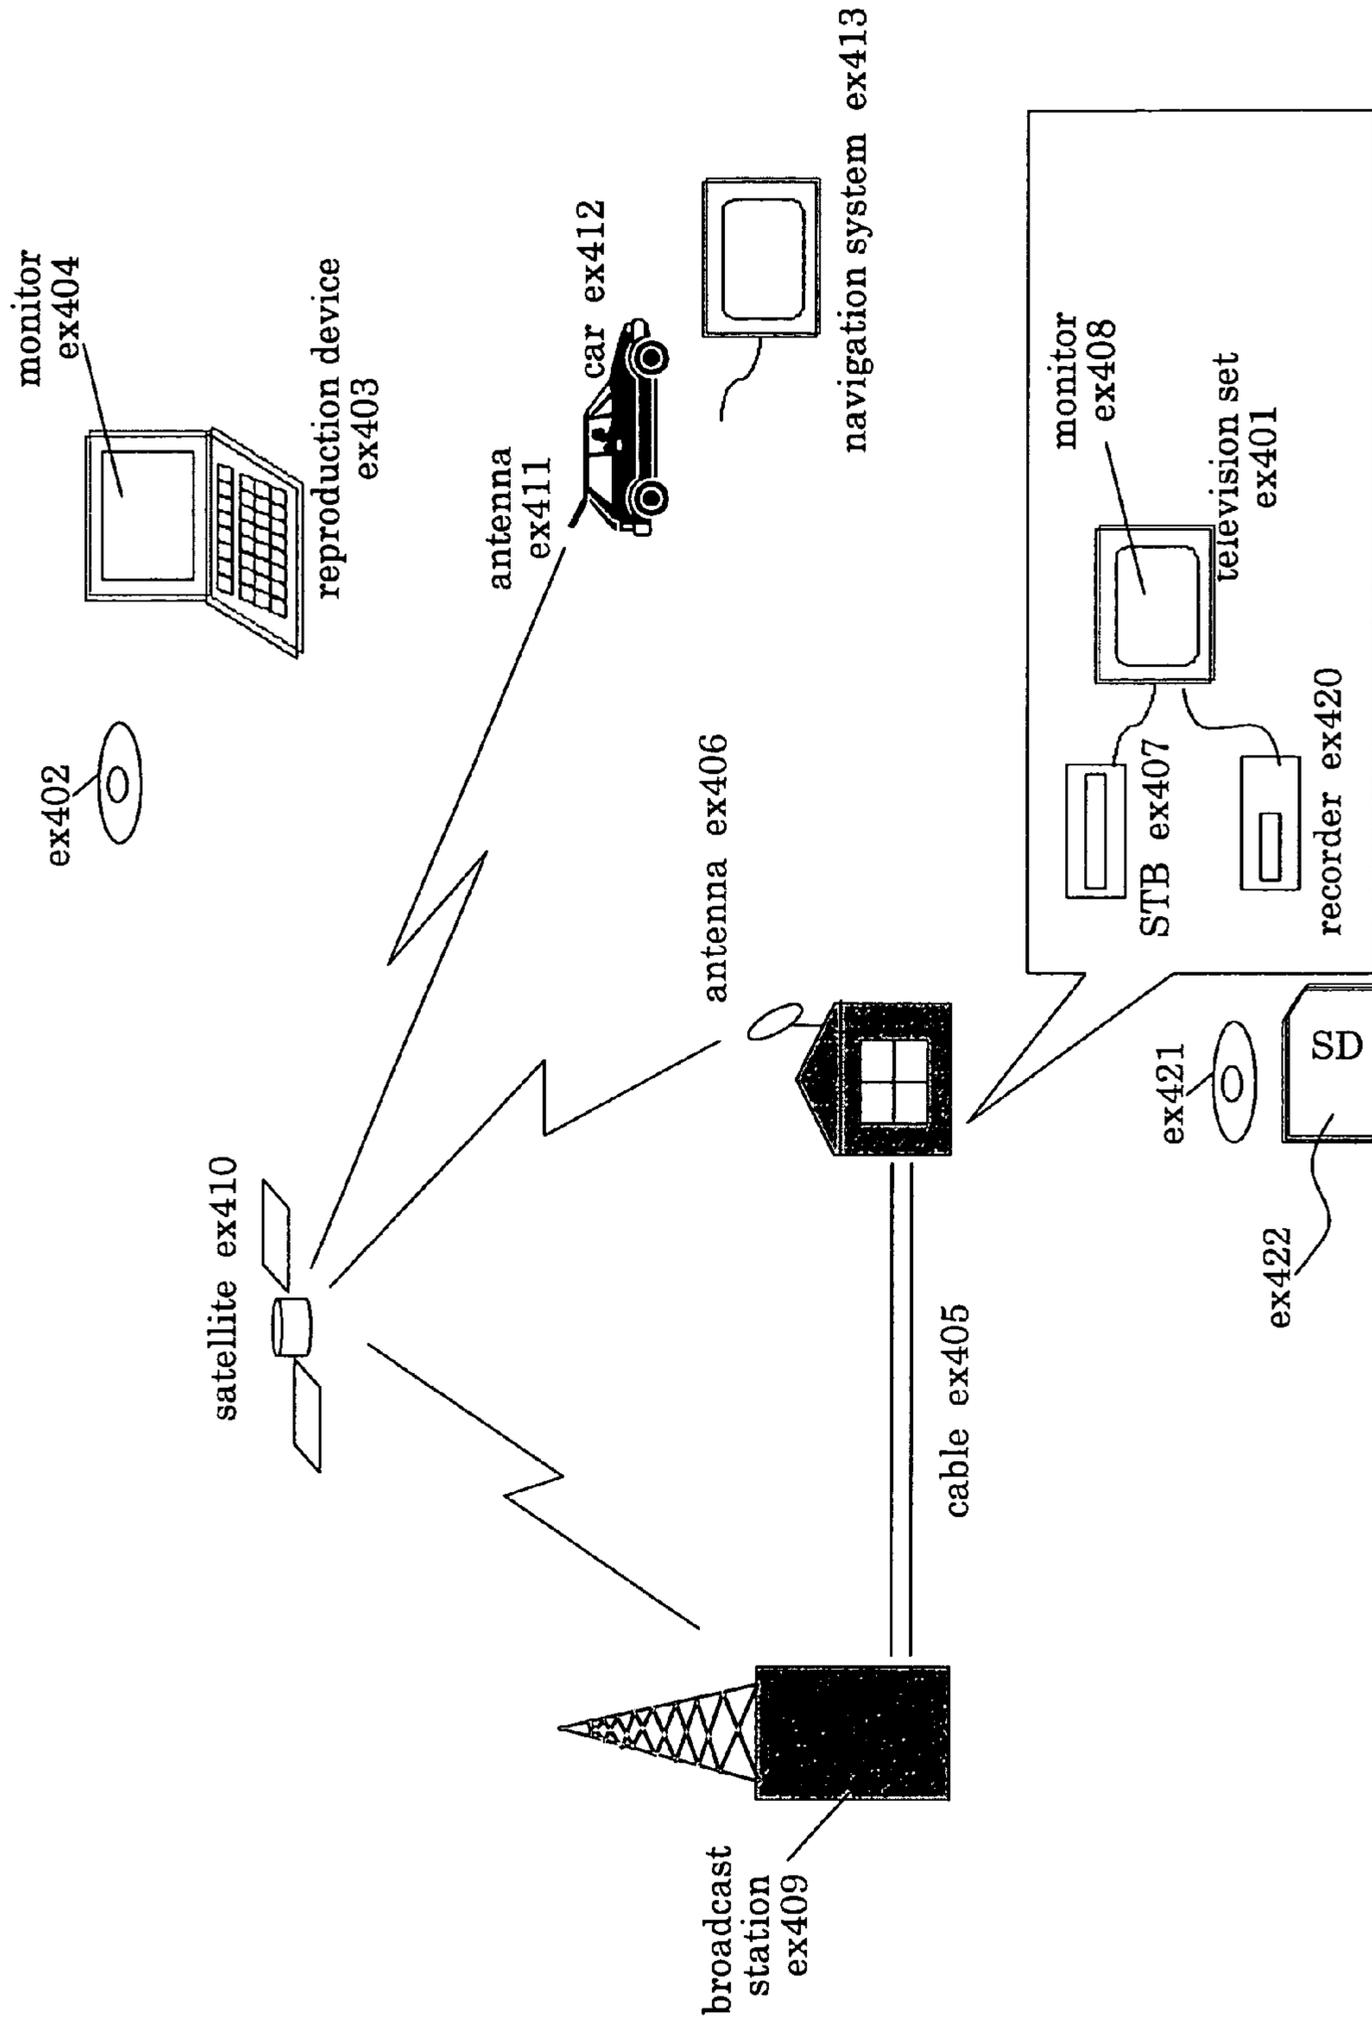 monitor
ex404
ex402
reproduction device
ex403
satellite ex410
antenna
ex411
car ex412
antenna ex406
navigation system ex413
broadcast
station
ex409
cable ex405
monitor
ex408
STB ex407
television set
ex401
ex421
recorder ex420
ex422
SD